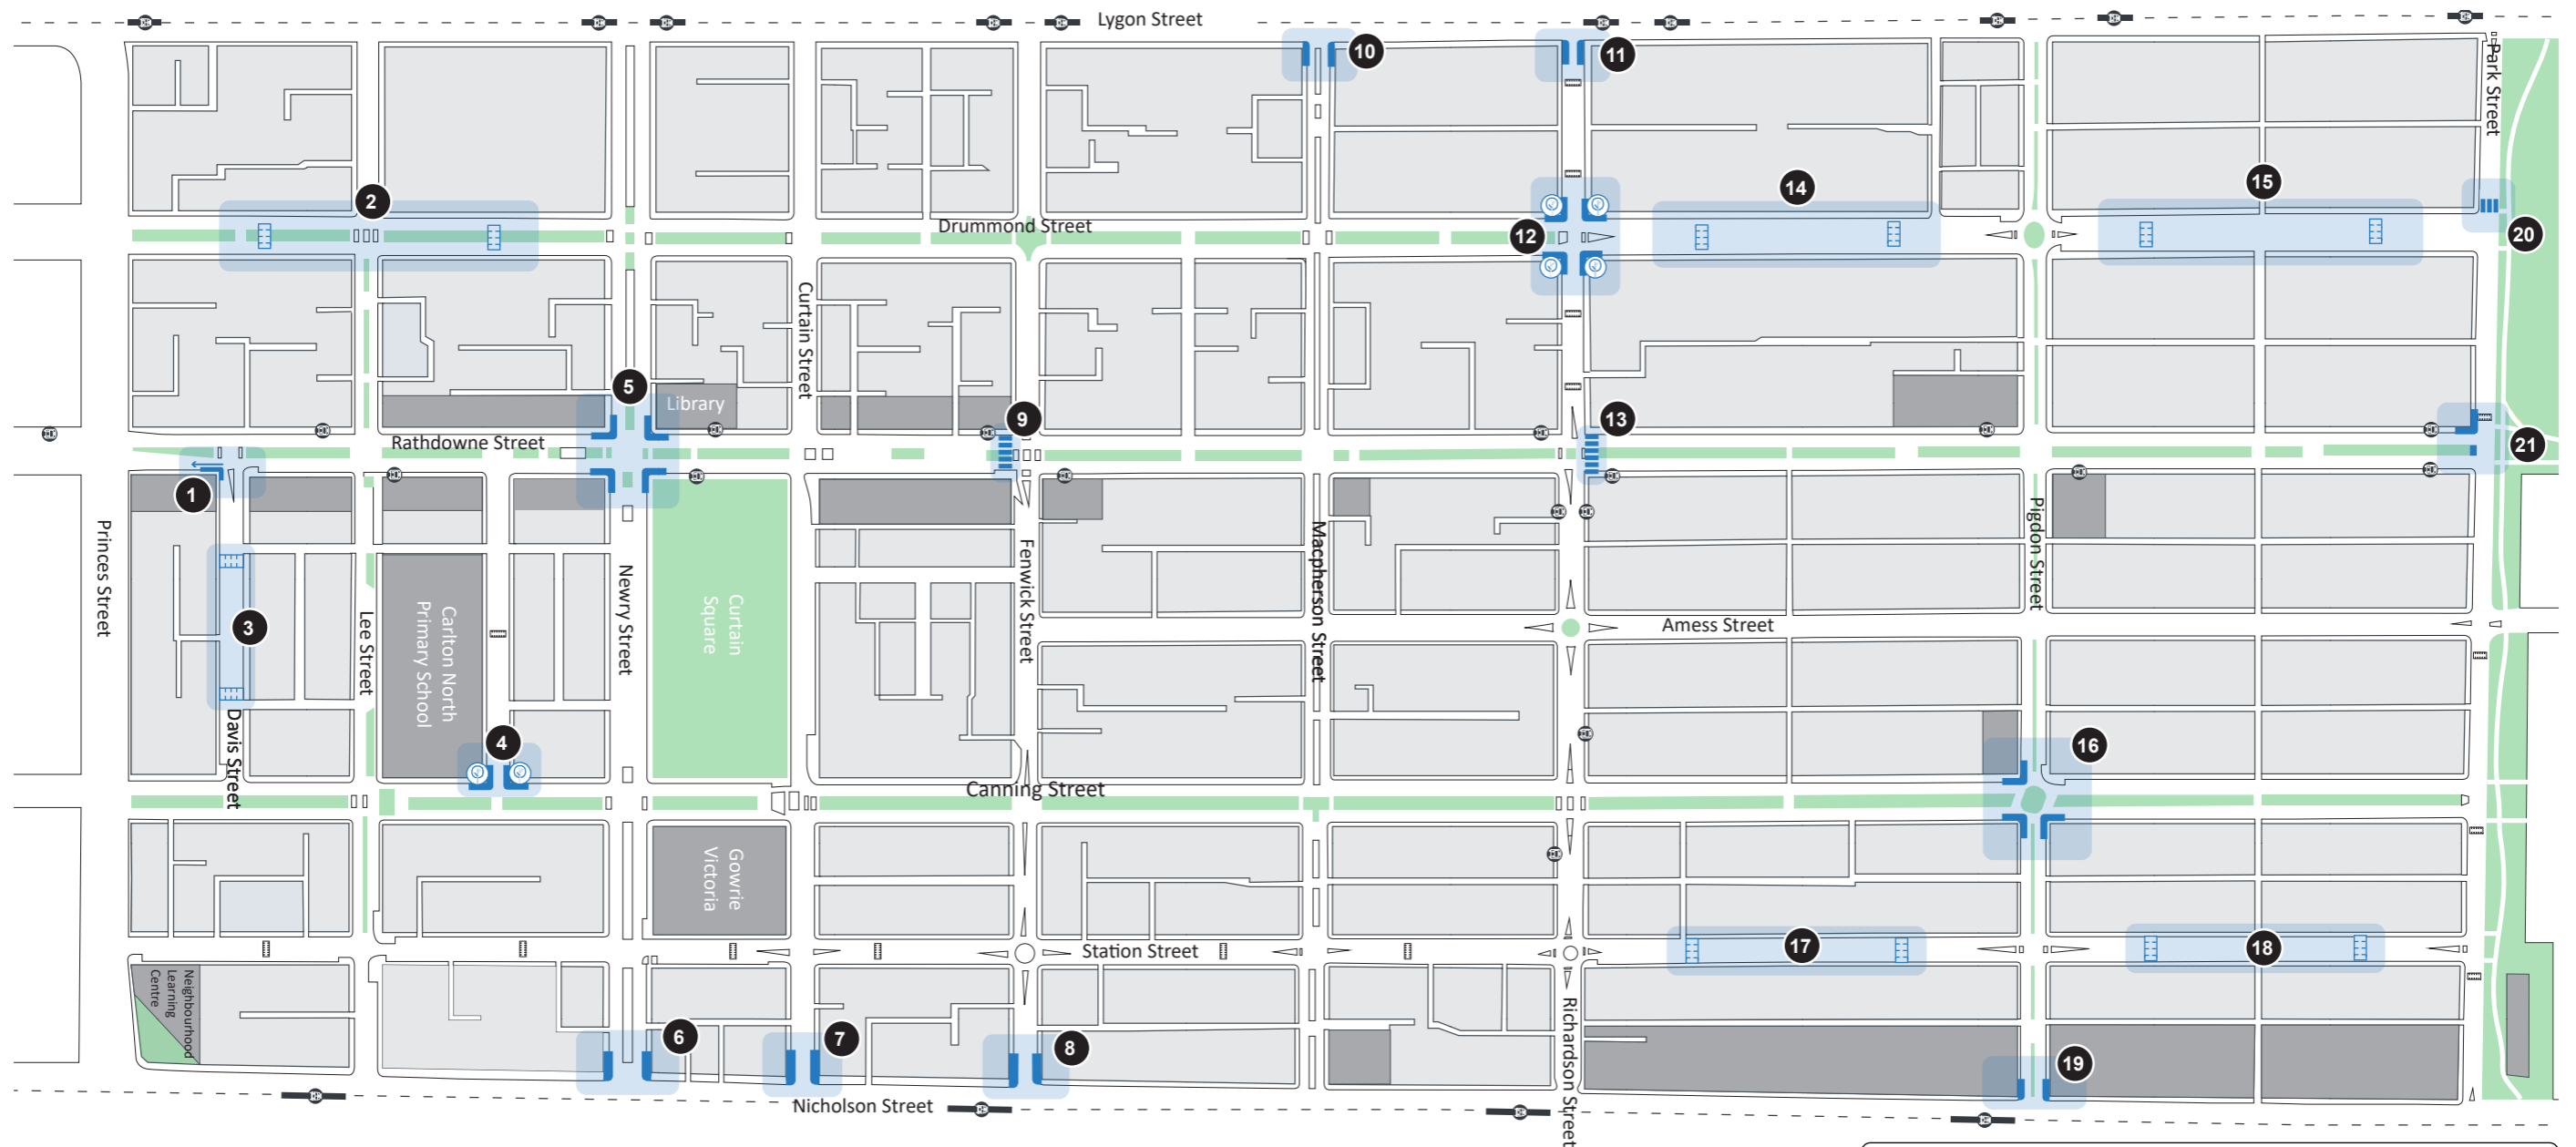 Lygon Street
10
11
Park Street
2
14
15
Drummond Street
12
20
Curtain Street
5
Library
9
13
Rathdowne Street
21
1
Princes Street
3
Davis Street
Lee Street
Carlton North
Primary School
4
Newry Street
Curtain
Square
Fenwick Street
Macpherson Street
Amess Street
Pigdon Street
16
Canning Street
Gowrie
Victoria
Station Street
17
18
Neighbourhood
Learning
Centre
6
7
8
Richardson Street
19
Nicholson Street